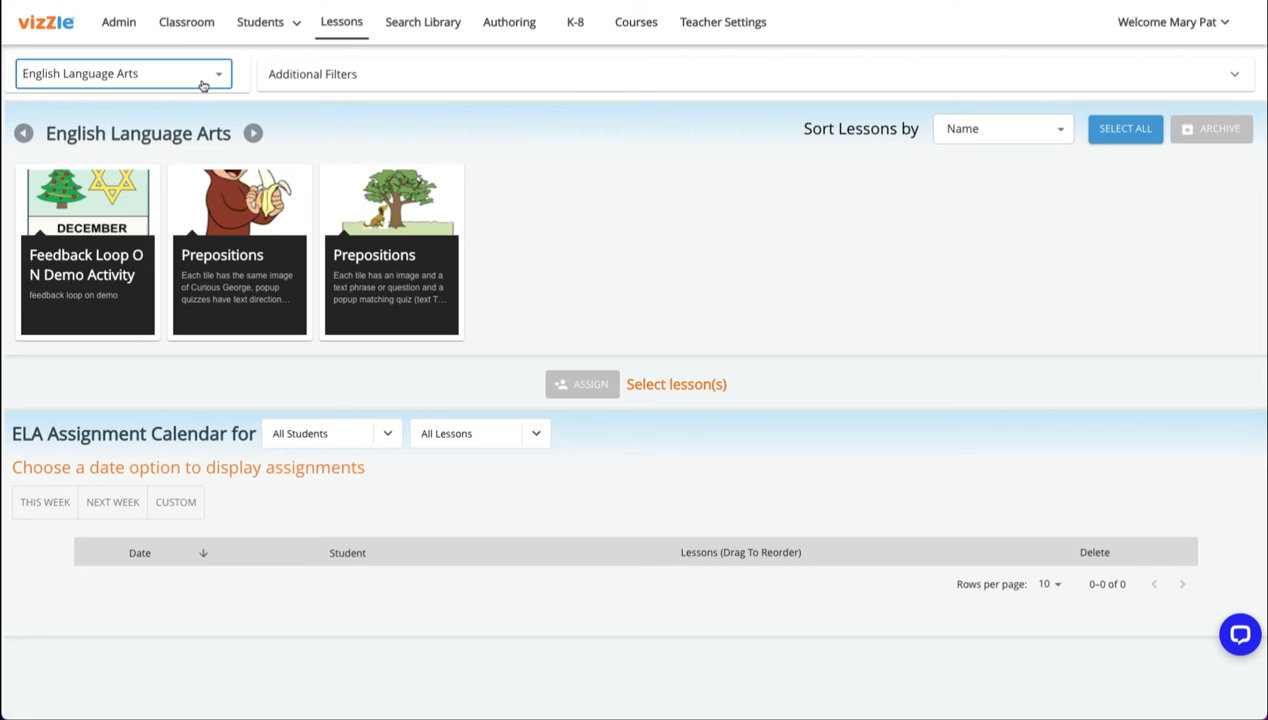 vizZle
Admin
Classroom
Students
Lessons
Search Library
Authoring
K-8
Courses
Teacher Settings
Welcome Mary Pat
English Language Arts
Additional Filters
English Language Arts
Sort Lessons by
Name
SELECT ALL
ARCHIVE
DECEMBER
Feedback Loop O
N Demo Activity
feedback loop on demo
Prepositions
Each tile has the same image
of Curious George, popup
quizzes have text direction...
Prepositions
Each tile has an image and a
text phrase or question and a
popup matching quiz (text T...
ASSIGN
Select lesson(s)
ELA Assignment Calendar for
All Students
All Lessons
Choose a date option to display assignments
THIS WEEK
NEXT WEEK
CUSTOM
Date
Student
Lessons (Drag To Reorder)
Delete
Rows per page:
10
0–0 of 0